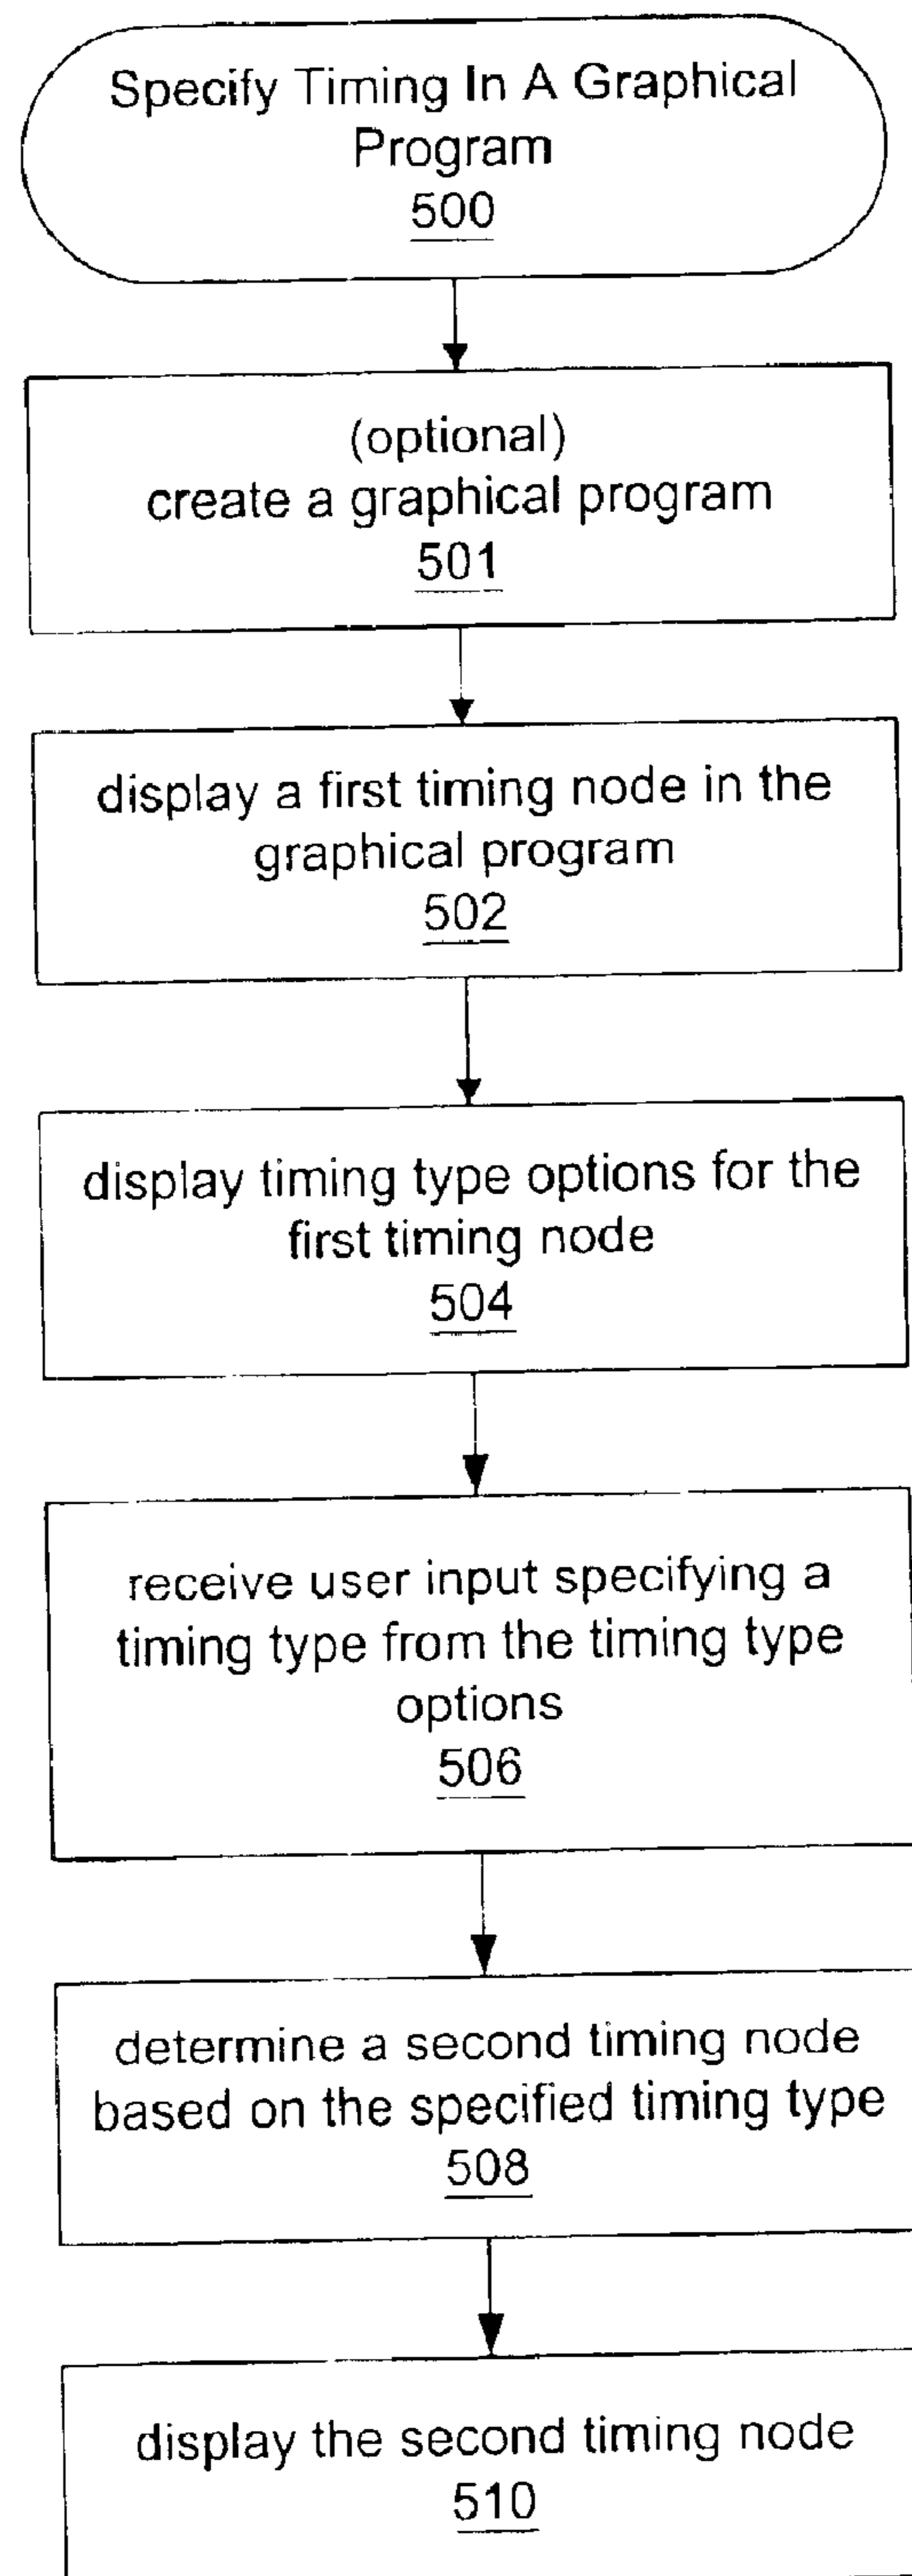 Specify Timing In A Graphical
Program
500
(optional)
create a graphical program
501
display a first timing node in the
graphical program
502
display timing type options for the
first timing node
504
receive user input specifying a
timing type from the timing type
options
506
determine a second timing node
based on the specified timing type
508
display the second timing node
510